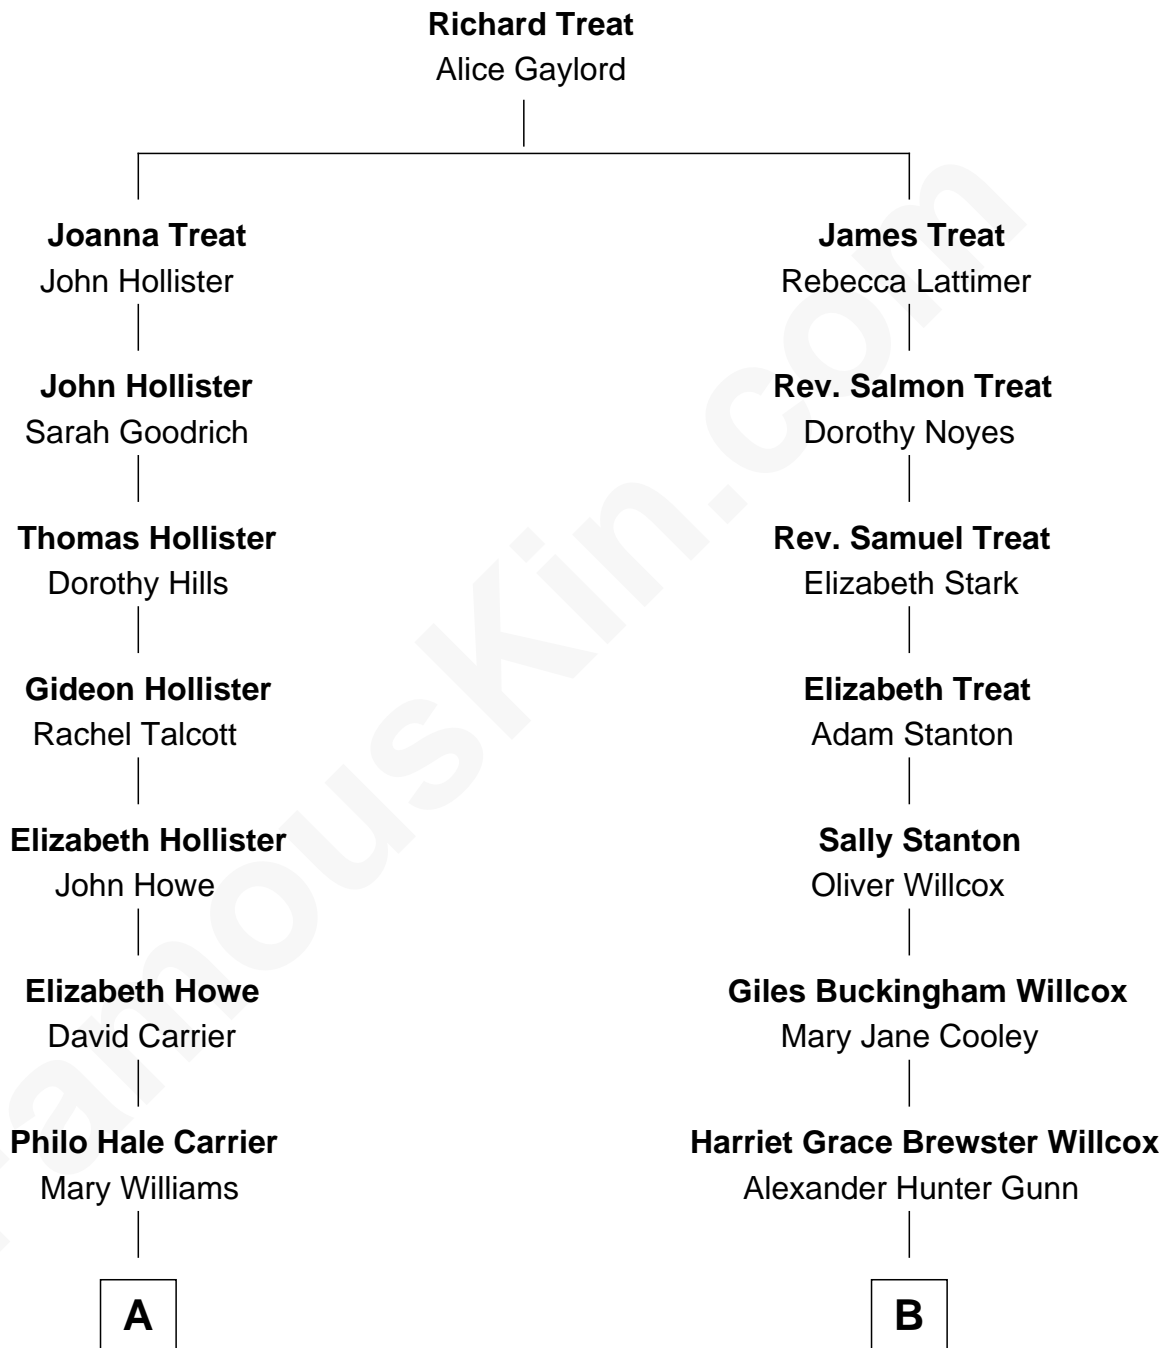 Richard Treat
Alice Gaylord
Joanna Treat
John Hollister
John Hollister
Sarah Goodrich
Thomas Hollister
Dorothy Hills
Gideon Hollister
Rachel Talcott
Elizabeth Hollister
John Howe
Elizabeth Howe
David Carrier
Philo Hale Carrier
Mary Williams
A
James Treat
Rebecca Lattimer
Rev. Salmon Treat
Dorothy Noyes
Rev. Samuel Treat
Elizabeth Stark
Elizabeth Treat
Adam Stanton
Sally Stanton
Oliver Willcox
Giles Buckingham Willcox
Mary Jane Cooley
Harriet Grace Brewster Willcox
Alexander Hunter Gunn
B
FamousKin.com